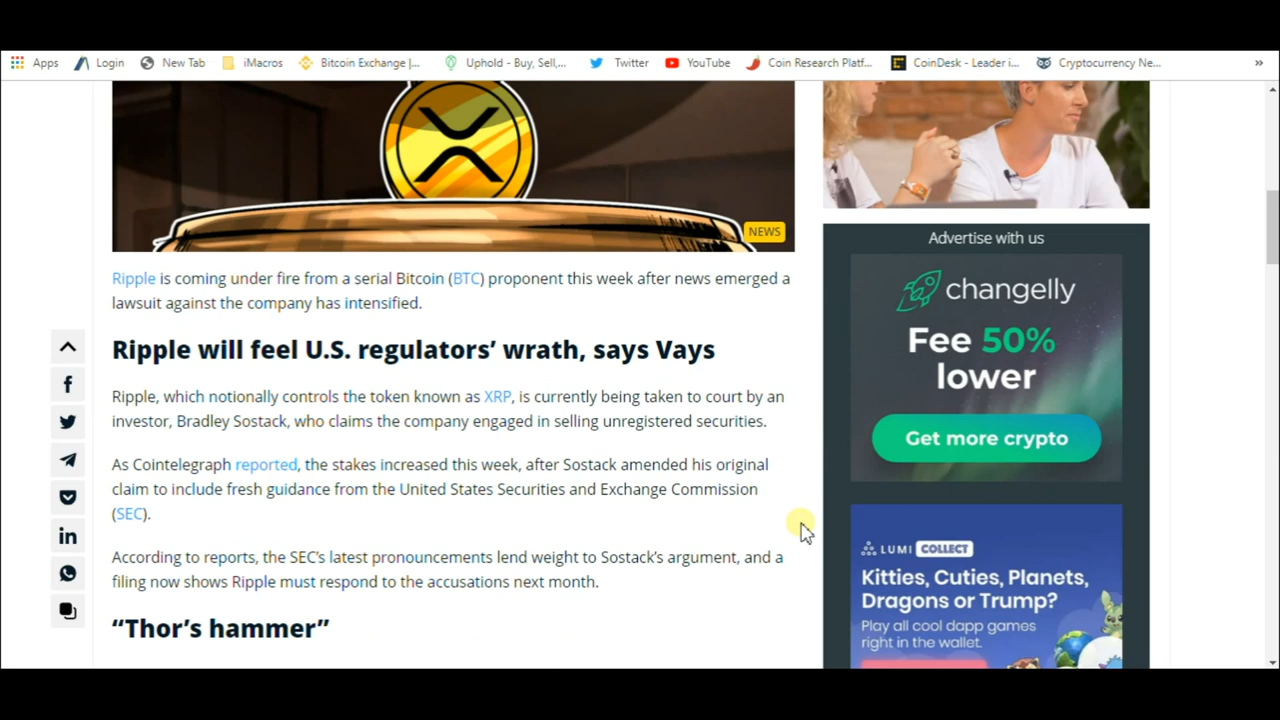 Apps
Login
New Tab
iMacros
Bitcoin Exchange |...
Uphold - Buy, Sell,...
Twitter
YouTube
Coin Research Platf...
CoinDesk - Leader i...
Cryptocurrency Ne...
»
NEWS
Ripple is coming under fire from a serial Bitcoin (BTC) proponent this week after news emerged a
lawsuit against the company has intensified.
Ripple will feel U.S. regulators’ wrath, says Vays
Ripple, which notionally controls the token known as XRP, is currently being taken to court by an
investor, Bradley Sostack, who claims the company engaged in selling unregistered securities.
As Cointelegraph reported, the stakes increased this week, after Sostack amended his original
claim to include fresh guidance from the United States Securities and Exchange Commission
(SEC).
According to reports, the SEC’s latest pronouncements lend weight to Sostack’s argument, and a
filing now shows Ripple must respond to the accusations next month.
“Thor’s hammer”
Advertise with us
changelly
Fee 50%
lower
Get more crypto
LUMI COLLECT
Kitties, Cuties, Planets,
Dragons or Trump?
Play all cool dapp games
right in the wallet.